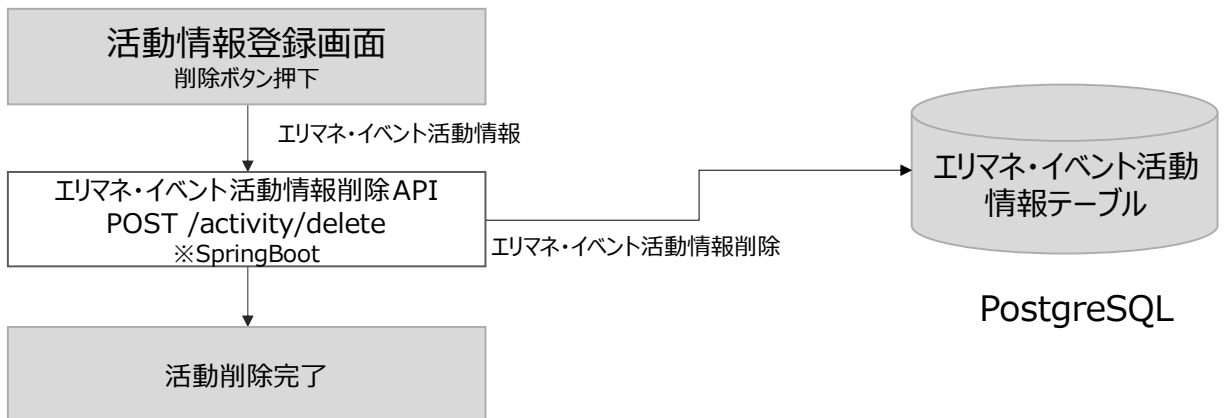 活動情報登録画面
削除ボタン押下
エリマネ・イベント活動情報
エリマネ・イベント活動情報削除API
POST /activity/delete
※SpringBoot
エリマネ・イベント活動情報削除
エリマネ・イベント活動
情報テーブル
PostgreSQL
活動削除完了